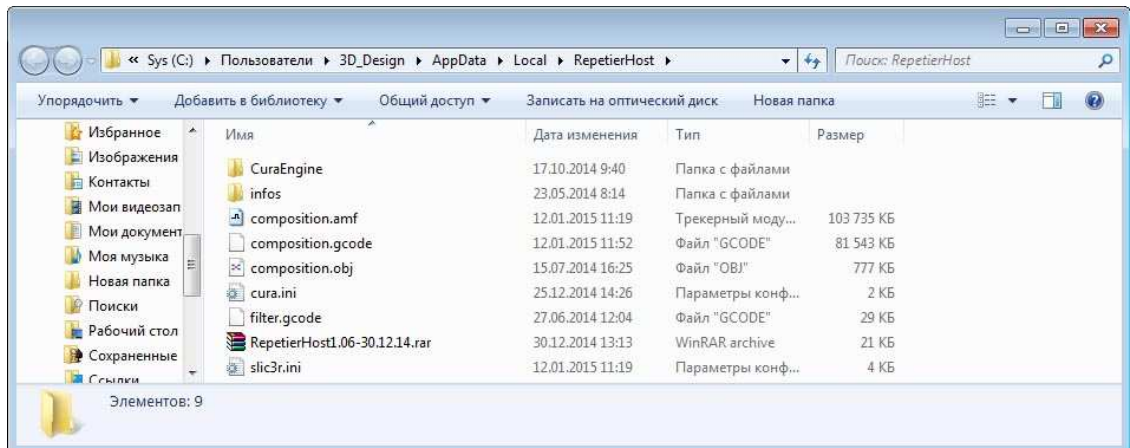 « Sys (C:) ▸ Пользователи ▸ 3D_Design ▸ AppData ▸ Local ▸ RepetierHost ▸ Поиск: RepetierHost
Упорядочить ▾ Добавить в библиотеку ▾ Общий доступ ▾ Записать на оптический диск Новая папка
Избранное
Изображения
Контакты
Мои видеозап
Мои документ
Моя музыка
Новая папка
Поиски
Рабочий стол
Сохраненные
Ссылки
Имя Дата изменения Тип Размер
CuraEngine 17.10.2014 9:40 Папка с файлами
infos 23.05.2014 8:14 Папка с файлами
composition.amf 12.01.2015 11:19 Трекерный моду... 103 735 КБ
composition.gcode 12.01.2015 11:52 Файл "GCODE" 81 543 КБ
composition.obj 15.07.2014 16:25 Файл "OBJ" 777 КБ
cura.ini 25.12.2014 14:26 Параметры конф... 2 КБ
filter.gcode 27.06.2014 12:04 Файл "GCODE" 29 КБ
RepetierHost1.06-30.12.14.rar 30.12.2014 13:13 WinRAR archive 21 КБ
slic3r.ini 12.01.2015 11:19 Параметры конф... 4 КБ
Элементов: 9